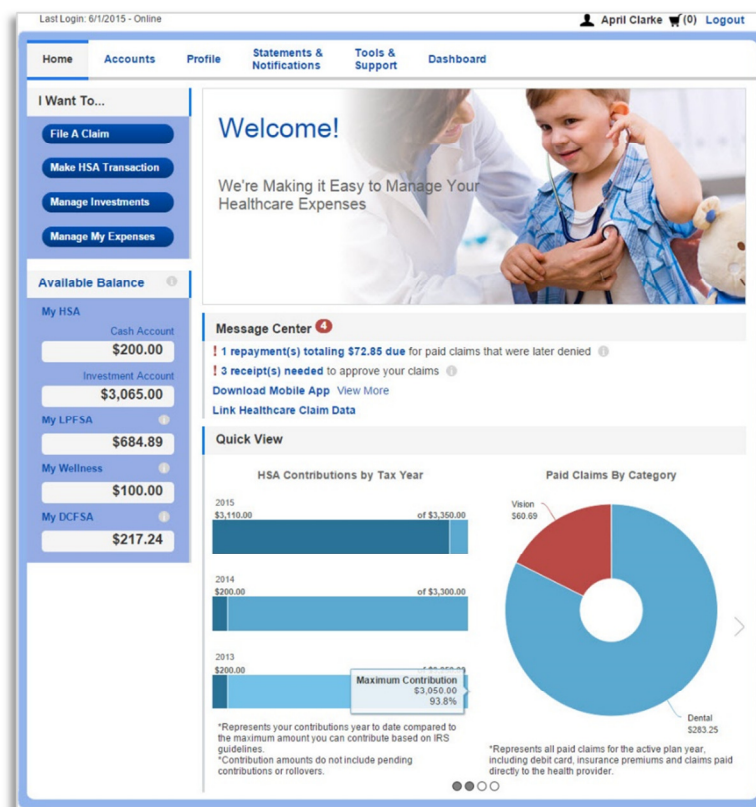 Last Login: 6/1/2015 - Online
April Clarke (0) Logout
Home
Accounts
Profile
Statements &
Notifications
Tools &
Support
Dashboard
I Want To...
File A Claim
Make HSA Transaction
Manage Investments
Manage My Expenses
Available Balance
My HSA
Cash Account
$200.00
Investment Account
$3,065.00
My LPFSA
$684.89
My Wellness
$100.00
My DCFSA
$217.24
Welcome!
We're Making it Easy to Manage Your
Healthcare Expenses
Message Center 4
! 1 repayment(s) totaling $72.85 due for paid claims that were later denied
! 3 receipt(s) needed to approve your claims
Download Mobile App View More
Link Healthcare Claim Data
Quick View
HSA Contributions by Tax Year
2015
$3,110.00 of $3,350.00
2014
$200.00 of $3,300.00
2013
$200.00
Maximum Contribution
$3,050.00
93.8%
*Represents your contributions year to date compared to
the maximum amount you can contribute based on IRS
guidelines.
*Contribution amounts do not include pending
contributions or rollovers.
Paid Claims By Category
Vision
$60.69
Dental
$283.25
*Represents all paid claims for the active plan year,
including debit card, insurance premiums and claims paid
directly to the health provider.